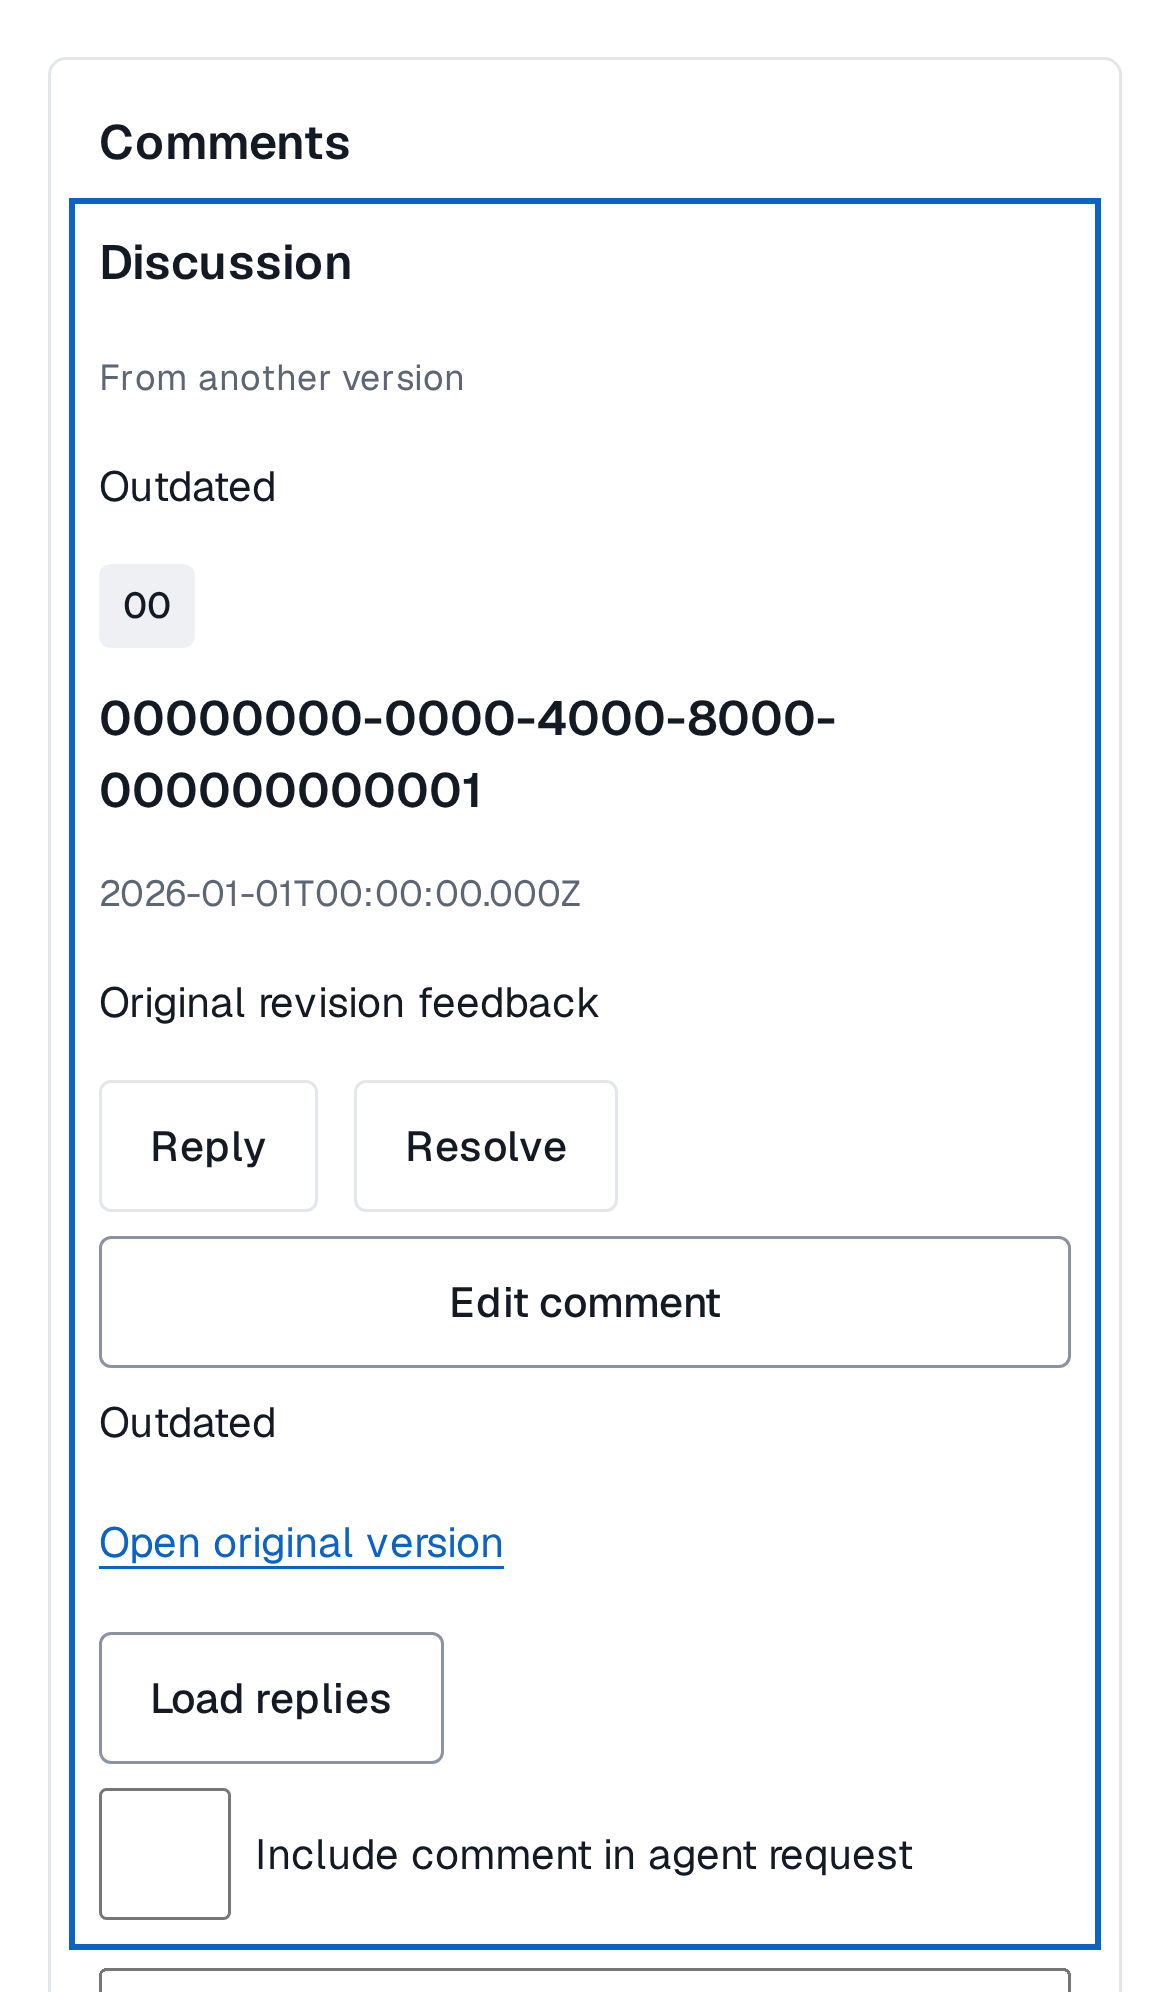 Comments
Discussion
From another version
Outdated
00
00000000-0000-4000-8000-
000000000001
2026-01-01T00:00:00.000Z
Original revision feedback
Reply
Resolve
Edit comment
Outdated
Open original version
Load replies
Include comment in agent request